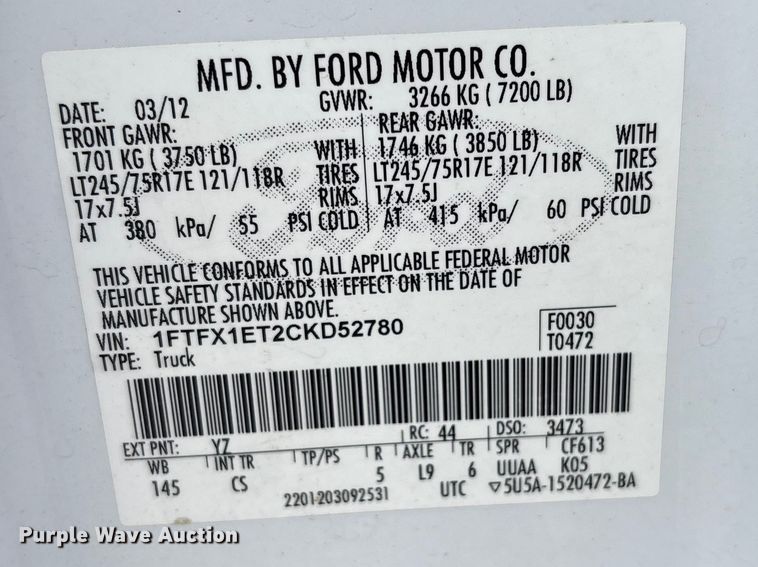 MFD. BY FORD MOTOR CO.
DATE: 03/12 GVWR: 3266 KG ( 7200 LB)
FRONT GAWR: REAR GAWR:
1701 KG ( 3750 LB) WITH 1746 KG ( 3850 LB) WITH
LT245/75R17E 121/118R TIRES LT245/75R17E 121/118R TIRES
17x7.5J RIMS 17x7.5J RIMS
AT 380 kPa/ 55 PSI COLD AT 415 kPa/ 60 PSI COLD
THIS VEHICLE CONFORMS TO ALL APPLICABLE FEDERAL MOTOR
VEHICLE SAFETY STANDARDS IN EFFECT ON THE DATE OF
MANUFACTURE SHOWN ABOVE.
VIN: 1FTFX1ET2CKD52780 F0030
TYPE: Truck T0472
EXT PNT: YZ RC: 44 DSO: 3473
WB INT TR TP/PS R AXLE TR SPR CF613
145 CS 5 L9 6 UUAA K05
2201203092531 UTC ▽5U5A-1520472-BA
Purple Wave Auction